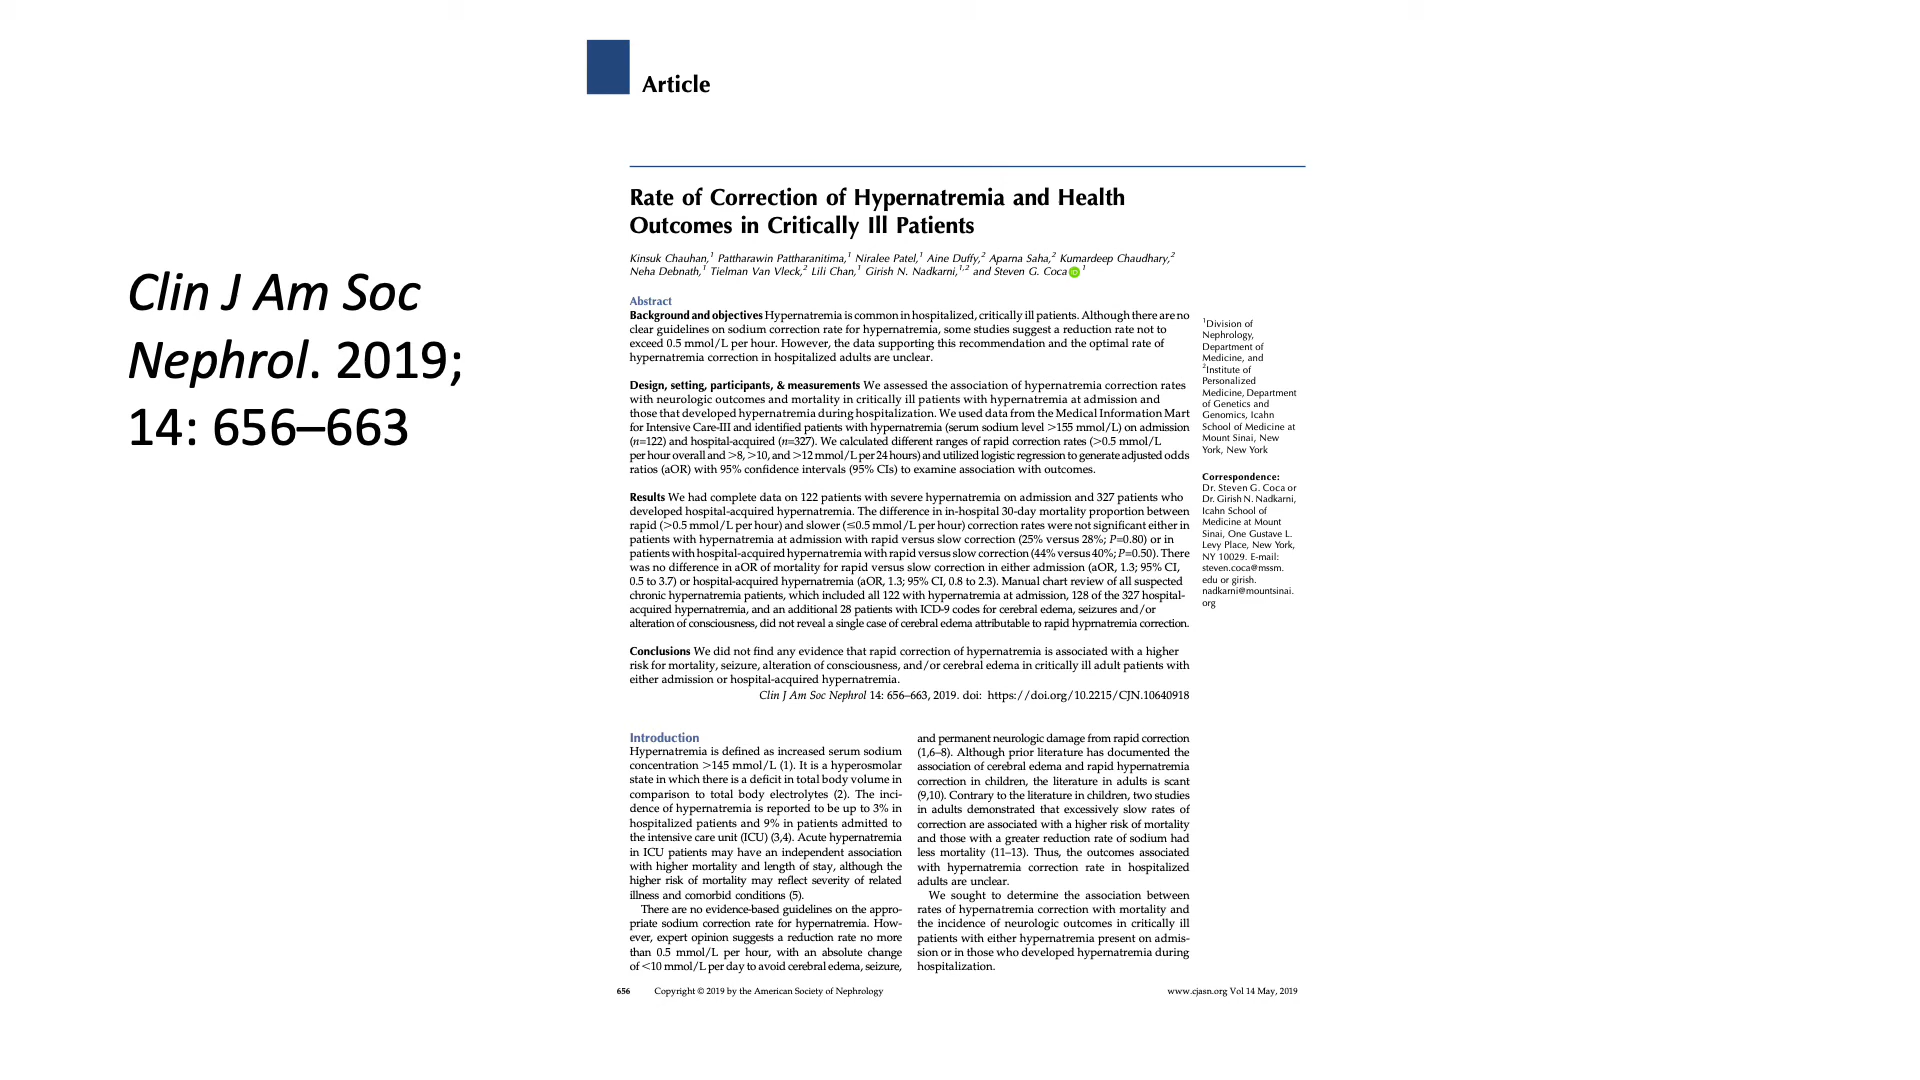 Clin J Am Soc
Nephrol. 2019;
14: 656–663
Article
Rate of Correction of Hypernatremia and Health
Outcomes in Critically Ill Patients
Kinsuk Chauhan,1 Pattharawin Pattharanitima,1 Niralee Patel,1 Aine Duffy,2 Aparna Saha,2 Kumardeep Chaudhary,2
Neha Debnath,1 Tielman Van Vleck,2 Lili Chan,1 Girish N. Nadkarni,1,2 and Steven G. Coca iD 1
Abstract
Background and objectives Hypernatremia is common in hospitalized, critically ill patients. Although there are no
clear guidelines on sodium correction rate for hypernatremia, some studies suggest a reduction rate not to
exceed 0.5 mmol/L per hour. However, the data supporting this recommendation and the optimal rate of
hypernatremia correction in hospitalized adults are unclear.
Design, setting, participants, & measurements We assessed the association of hypernatremia correction rates
with neurologic outcomes and mortality in critically ill patients with hypernatremia at admission and
those that developed hypernatremia during hospitalization. We used data from the Medical Information Mart
for Intensive Care-III and identified patients with hypernatremia (serum sodium level >155 mmol/L) on admission
(n=122) and hospital-acquired (n=327). We calculated different ranges of rapid correction rates (>0.5 mmol/L
per hour overall and >8, >10, and >12 mmol/L per 24 hours) and utilized logistic regression to generate adjusted odds
ratios (aOR) with 95% confidence intervals (95% CIs) to examine association with outcomes.
Results We had complete data on 122 patients with severe hypernatremia on admission and 327 patients who
developed hospital-acquired hypernatremia. The difference in in-hospital 30-day mortality proportion between
rapid (>0.5 mmol/L per hour) and slower (≤0.5 mmol/L per hour) correction rates were not significant either in
patients with hypernatremia at admission with rapid versus slow correction (25% versus 28%; P=0.80) or in
patients with hospital-acquired hypernatremia with rapid versus slow correction (44% versus 40%; P=0.50). There
was no difference in aOR of mortality for rapid versus slow correction in either admission (aOR, 1.3; 95% CI,
0.5 to 3.7) or hospital-acquired hypernatremia (aOR, 1.3; 95% CI, 0.8 to 2.3). Manual chart review of all suspected
chronic hypernatremia patients, which included all 122 with hypernatremia at admission, 128 of the 327 hospital-
acquired hypernatremia, and an additional 28 patients with ICD-9 codes for cerebral edema, seizures and/or
alteration of consciousness, did not reveal a single case of cerebral edema attributable to rapid hyprnatremia correction.
Conclusions We did not find any evidence that rapid correction of hypernatremia is associated with a higher
risk for mortality, seizure, alteration of consciousness, and/or cerebral edema in critically ill adult patients with
either admission or hospital-acquired hypernatremia.
Clin J Am Soc Nephrol 14: 656–663, 2019. doi: https://doi.org/10.2215/CJN.10640918
1Division of
Nephrology,
Department of
Medicine, and
2Institute of
Personalized
Medicine, Department
of Genetics and
Genomics, Icahn
School of Medicine at
Mount Sinai, New
York, New York
Correspondence:
Dr. Steven G. Coca or
Dr. Girish N. Nadkarni,
Icahn School of
Medicine at Mount
Sinai, One Gustave L.
Levy Place, New York,
NY 10029. E-mail:
steven.coca@mssm.
edu or girish.
nadkarni@mountsinai.
org
Introduction
Hypernatremia is defined as increased serum sodium
concentration >145 mmol/L (1). It is a hyperosmolar
state in which there is a deficit in total body volume in
comparison to total body electrolytes (2). The inci-
dence of hypernatremia is reported to be up to 3% in
hospitalized patients and 9% in patients admitted to
the intensive care unit (ICU) (3,4). Acute hypernatremia
in ICU patients may have an independent association
with higher mortality and length of stay, although the
higher risk of mortality may reflect severity of related
illness and comorbid conditions (5).
There are no evidence-based guidelines on the appro-
priate sodium correction rate for hypernatremia. How-
ever, expert opinion suggests a reduction rate no more
than 0.5 mmol/L per hour, with an absolute change
of <10 mmol/L per day to avoid cerebral edema, seizure,
and permanent neurologic damage from rapid correction
(1,6–8). Although prior literature has documented the
association of cerebral edema and rapid hypernatremia
correction in children, the literature in adults is scant
(9,10). Contrary to the literature in children, two studies
in adults demonstrated that excessively slow rates of
correction are associated with a higher risk of mortality
and those with a greater reduction rate of sodium had
less mortality (11–13). Thus, the outcomes associated
with hypernatremia correction rate in hospitalized
adults are unclear.
We sought to determine the association between
rates of hypernatremia correction with mortality and
the incidence of neurologic outcomes in critically ill
patients with either hypernatremia present on admis-
sion or in those who developed hypernatremia during
hospitalization.
656 Copyright © 2019 by the American Society of Nephrology
www.cjasn.org Vol 14 May, 2019